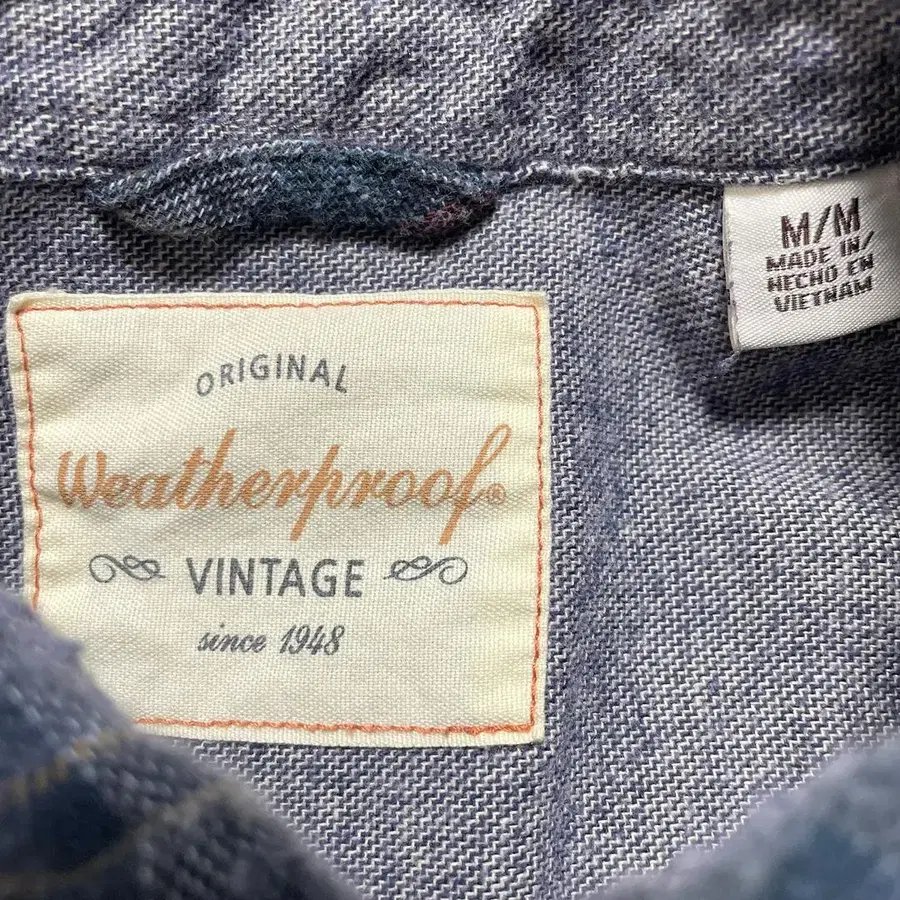 ORIGINAL
Weatherproof®
VINTAGE
since 1948
M/M
MADE IN/
HECHO EN
VIETNAM